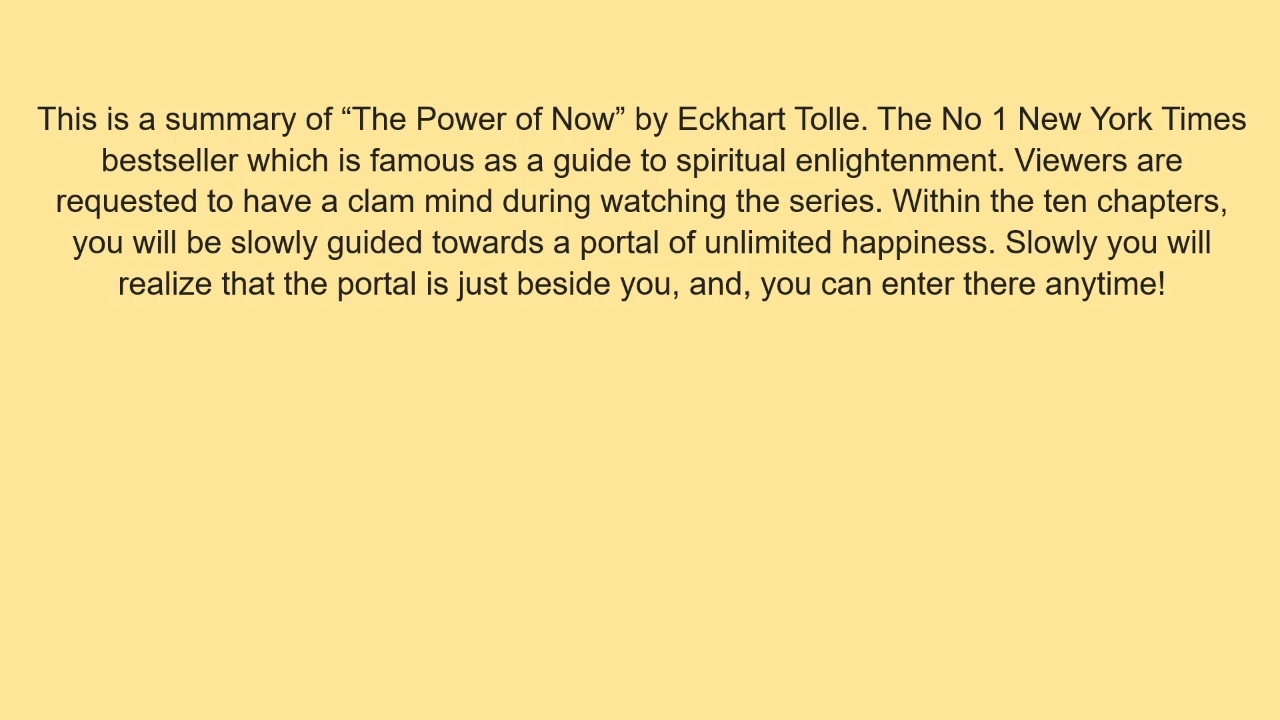 This is a summary of “The Power of Now” by Eckhart Tolle. The No 1 New York Times
bestseller which is famous as a guide to spiritual enlightenment. Viewers are
requested to have a clam mind during watching the series. Within the ten chapters,
you will be slowly guided towards a portal of unlimited happiness. Slowly you will
realize that the portal is just beside you, and, you can enter there anytime!